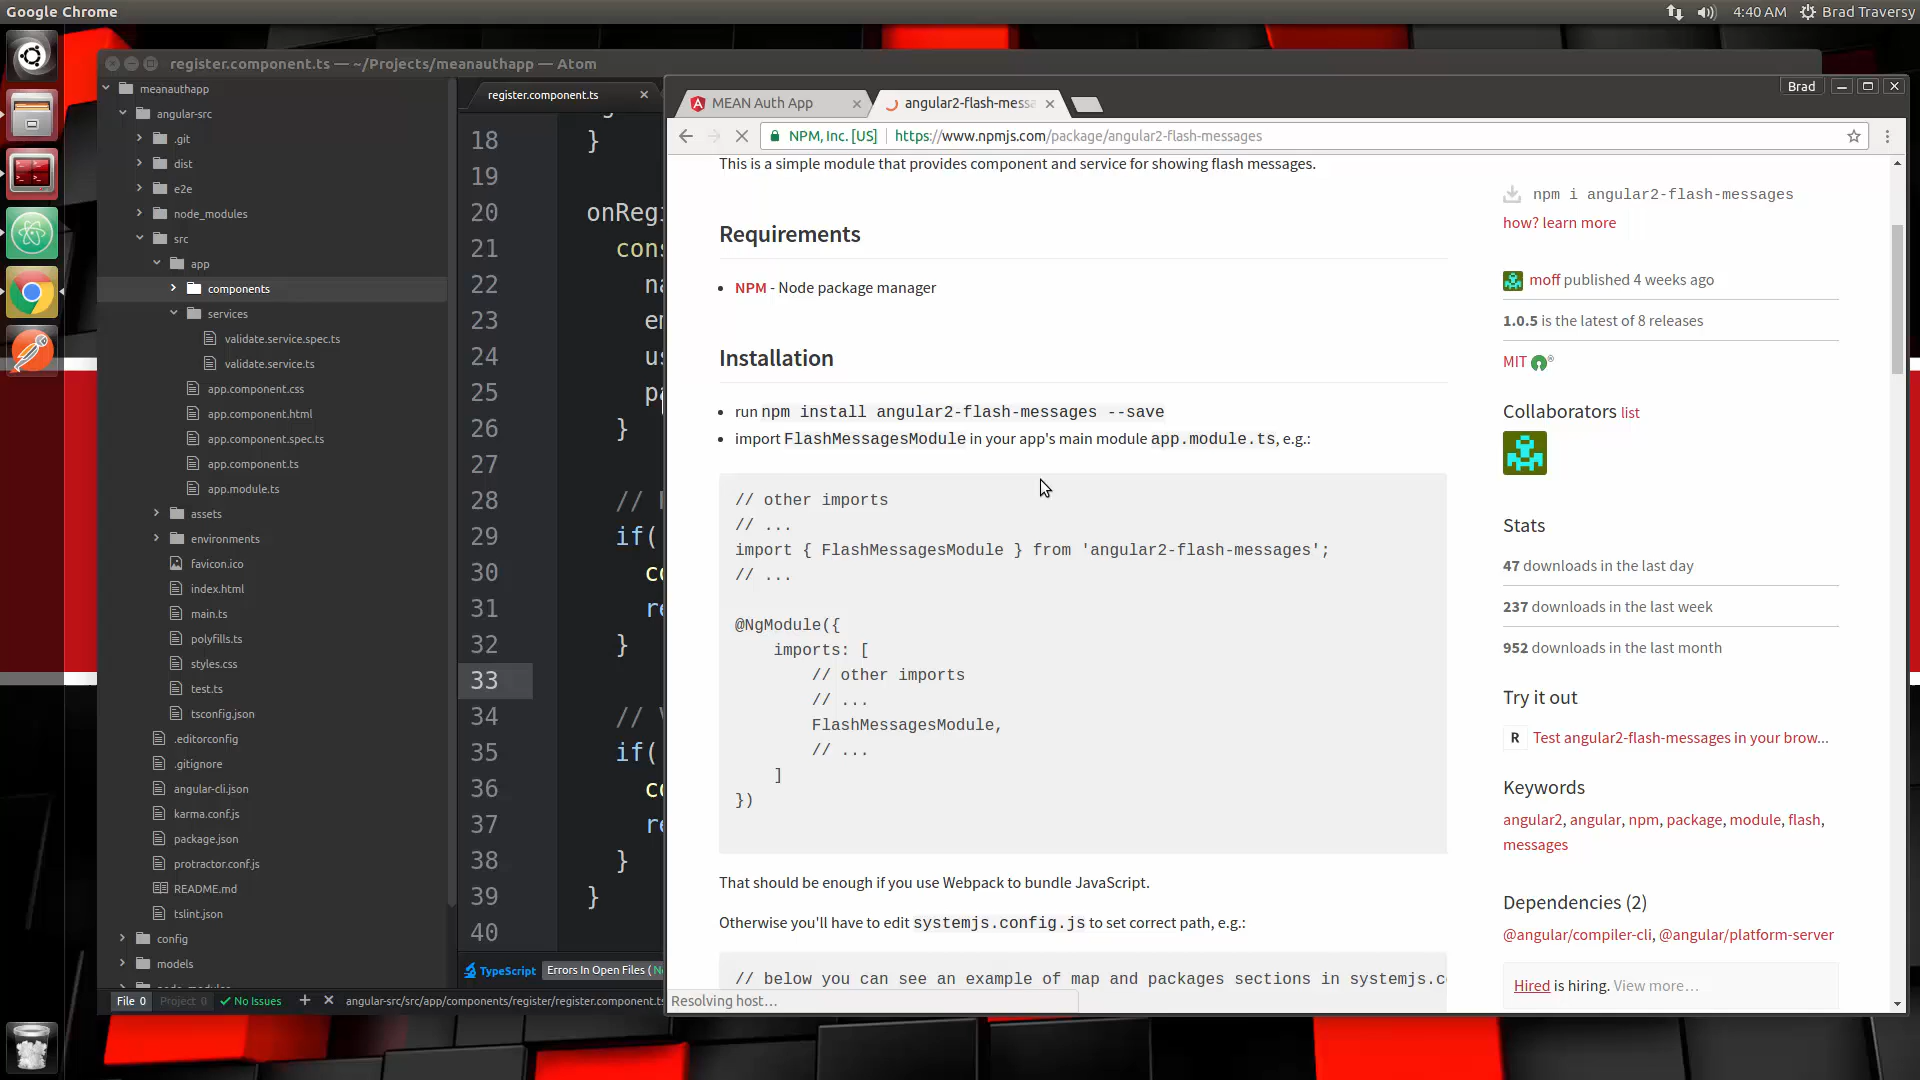 Google Chrome
4:40 AM
Brad Traversy
register.component.ts — ~/Projects/meanauthapp — Atom
meanauthapp
angular-src
.git
dist
e2e
node_modules
src
app
components
services
validate.service.spec.ts
validate.service.ts
app.component.css
app.component.html
app.component.spec.ts
app.component.ts
app.module.ts
assets
environments
favicon.ico
index.html
main.ts
polyfills.ts
styles.css
test.ts
tsconfig.json
.editorconfig
.gitignore
angular-cli.json
karma.conf.js
package.json
protractor.conf.js
README.md
tslint.json
config
models
register.component.ts
18 }
19
20 onRegi
21 cons
22
23
24
25
26 }
27
28 //
29 if(
30
31
32 }
33
34 //
35 if(
36
37
38 }
39 }
40
TypeScript
Errors In Open Files (
File 0
Project 0
No Issues
angular-src/src/app/components/register/register.component.ts
MEAN Auth App
angular2-flash-messa
Brad
NPM, Inc. [US]
https://www.npmjs.com/package/angular2-flash-messages
This is a simple module that provides component and service for showing flash messages.
Requirements
• NPM - Node package manager
Installation
• run npm install angular2-flash-messages --save
• import FlashMessagesModule in your app's main module app.module.ts, e.g.:
// other imports
// ...
import { FlashMessagesModule } from 'angular2-flash-messages';
// ...
@NgModule({
imports: [
// other imports
// ...
FlashMessagesModule,
// ...
]
})
That should be enough if you use Webpack to bundle JavaScript.
Otherwise you'll have to edit systemjs.config.js to set correct path, e.g.:
// below you can see an example of map and packages sections in systemjs.c
Resolving host…
npm i angular2-flash-messages
how? learn more
moff published 4 weeks ago
1.0.5 is the latest of 8 releases
MIT
Collaborators list
Stats
47 downloads in the last day
237 downloads in the last week
952 downloads in the last month
Try it out
R Test angular2-flash-messages in your brow...
Keywords
angular2, angular, npm, package, module, flash,
messages
Dependencies (2)
@angular/compiler-cli, @angular/platform-server
Hired is hiring. View more…